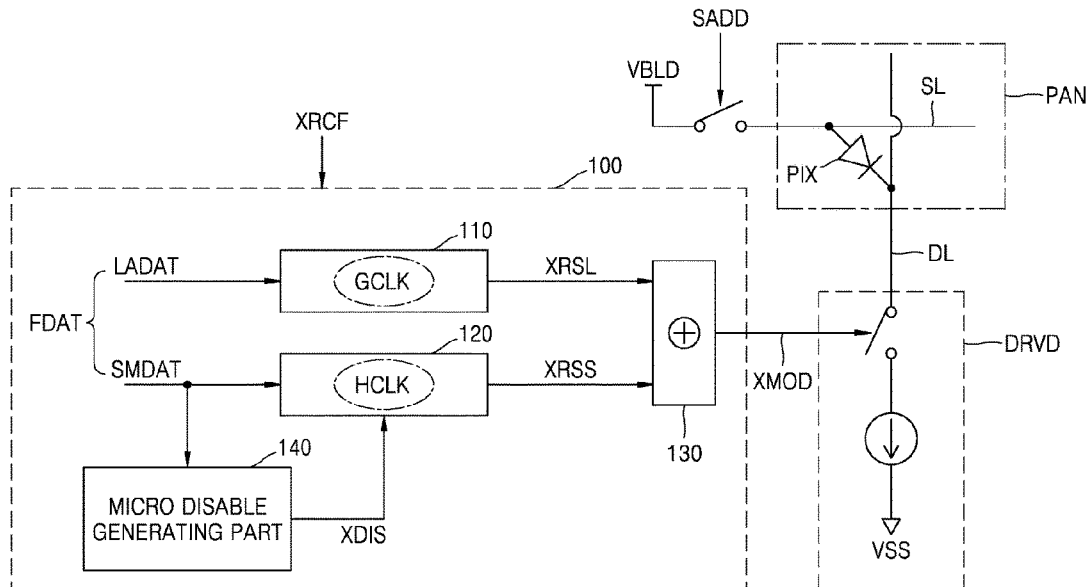 SADD
VBLD
SL
PAN
XRCF
PIX
100
110
LADAT
GCLK
XRSL
DL
FDAT
120
SMDAT
HCLK
XRSS
XMOD
DRVD
130
140
MICRO DISABLE
GENERATING PART
XDIS
VSS